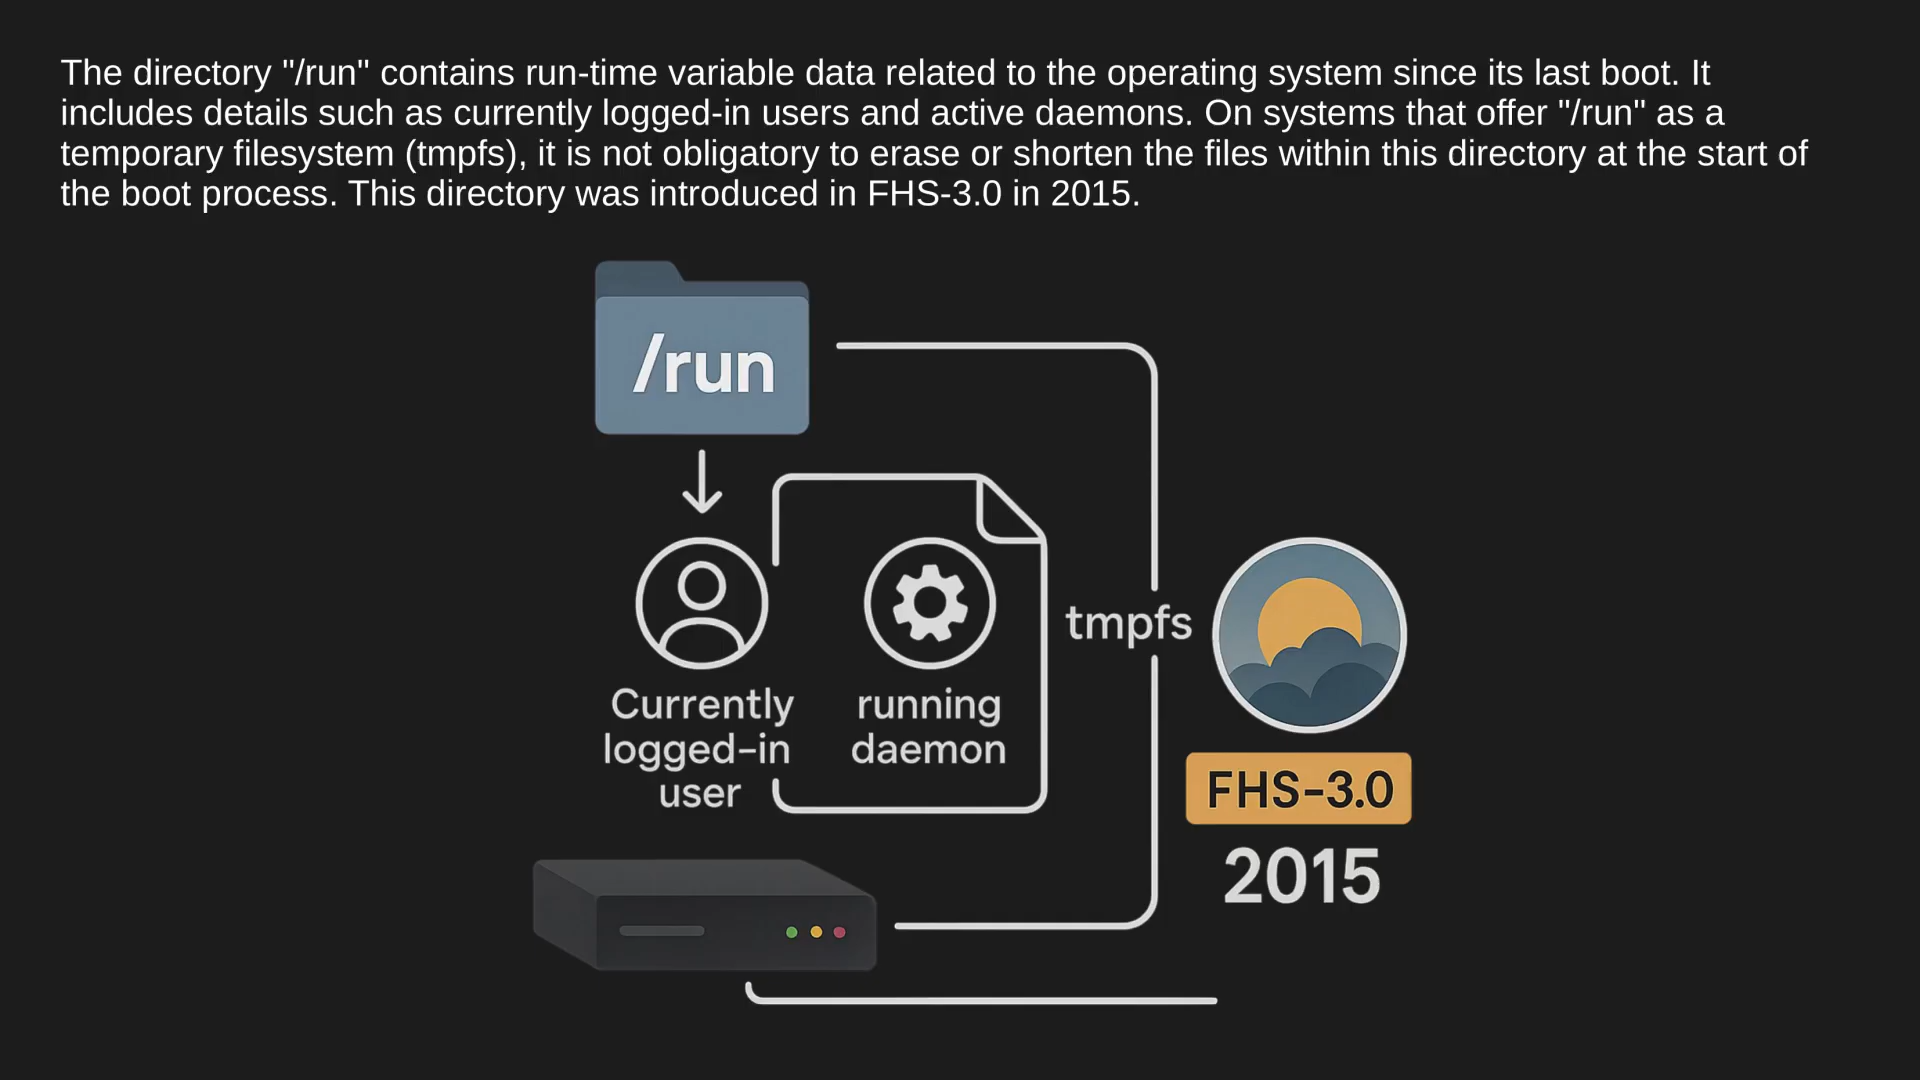 The directory "/run" contains run-time variable data related to the operating system since its last boot. It
includes details such as currently logged-in users and active daemons. On systems that offer "/run" as a
temporary filesystem (tmpfs), it is not obligatory to erase or shorten the files within this directory at the start of
the boot process. This directory was introduced in FHS-3.0 in 2015.
/run
Currently
logged-in
user
running
daemon
tmpfs
FHS-3.0
2015